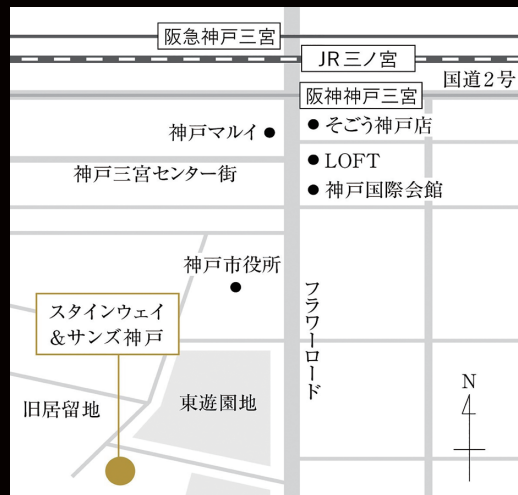 阪急神戸三宮
JR三ノ宮
国道2号
阪神神戸三宮
神戸マルイ
そごう神戸店
LOFT
神戸三宮センター街
神戸国際会館
神戸市役所
フラワーロード
スタインウェイ
&サンズ神戸
旧居留地
東遊園地
N